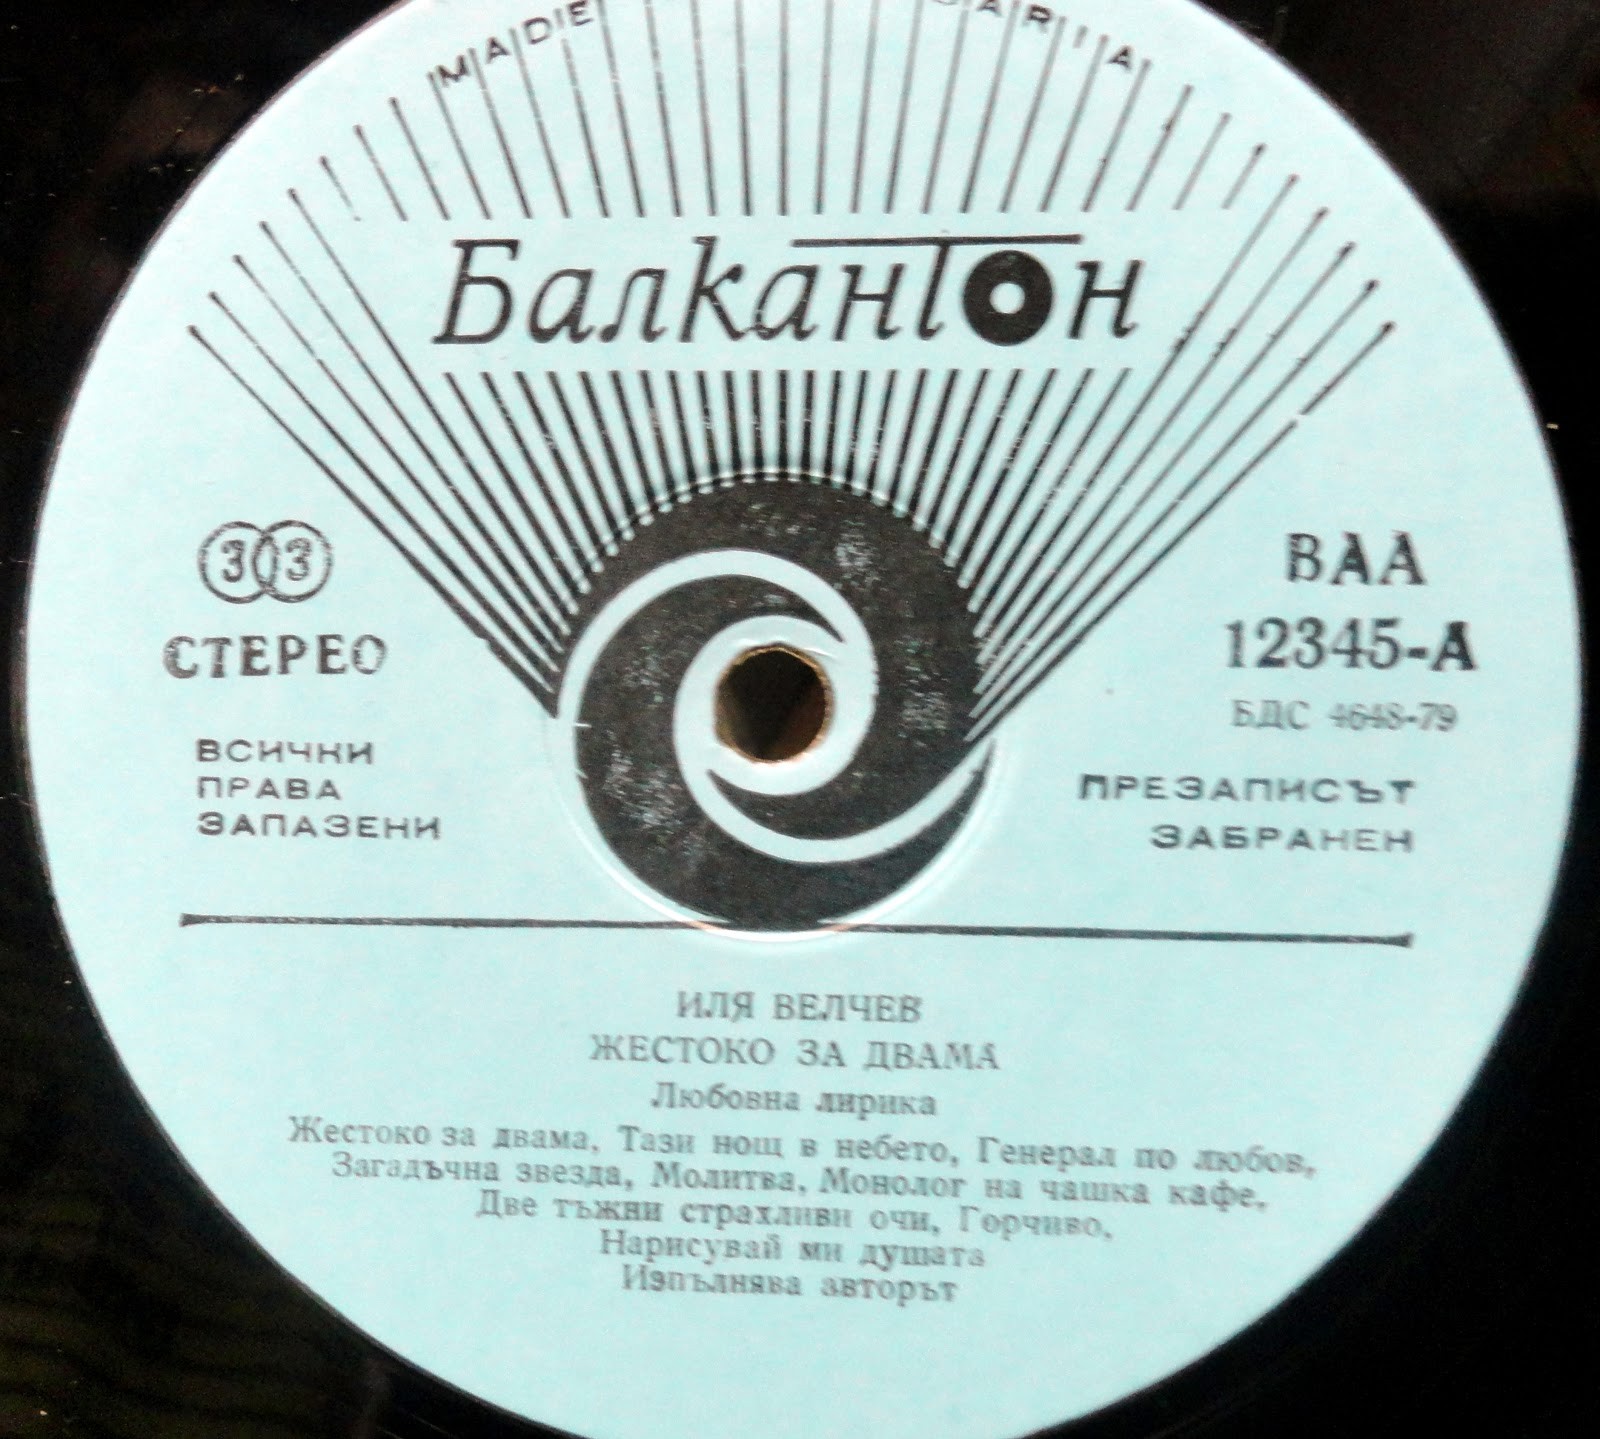 MADE
ARIA
Балкантон
33
СТЕРЕО
ВСИЧКИ
ПРАВА
ЗАПАЗЕНИ
ВАА
12345-А
БДС 4648-79
ПРЕЗАПИСЪТ
ЗАБРАНЕН
ИЛЯ ВЕЛЧЕВ
ЖЕСТОКО ЗА ДВАМА
Любовна лирика
Жестоко за двама, Тази нощ в небето, Генерал по любов,
Загадъчна звезда, Молитва, Монолог на чашка кафе,
Две тъжни страхливи очи, Горчиво,
Нарисувай ми душата
Изпълнява авторът